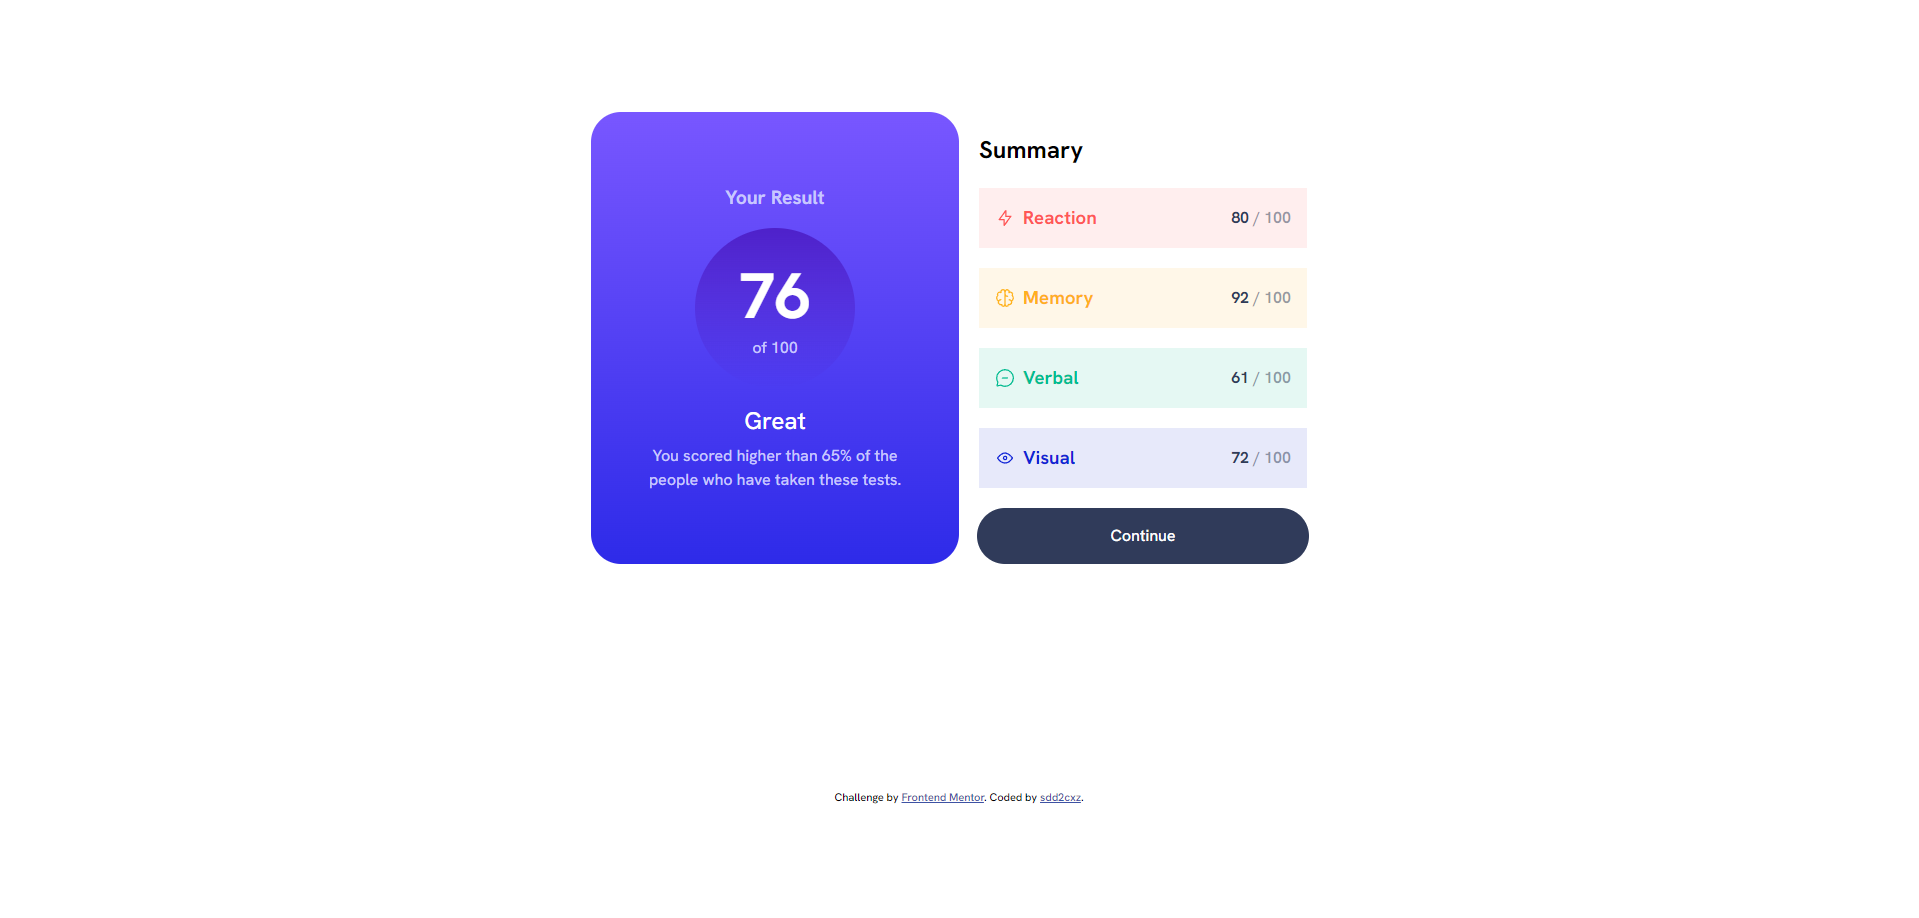 Your Result
76
of 100
Great
You scored higher than 65% of the
people who have taken these tests.
Summary
Reaction 80 / 100
Memory 92 / 100
Verbal 61 / 100
Visual 72 / 100
Continue
Challenge by Frontend Mentor. Coded by sdd2cxz.